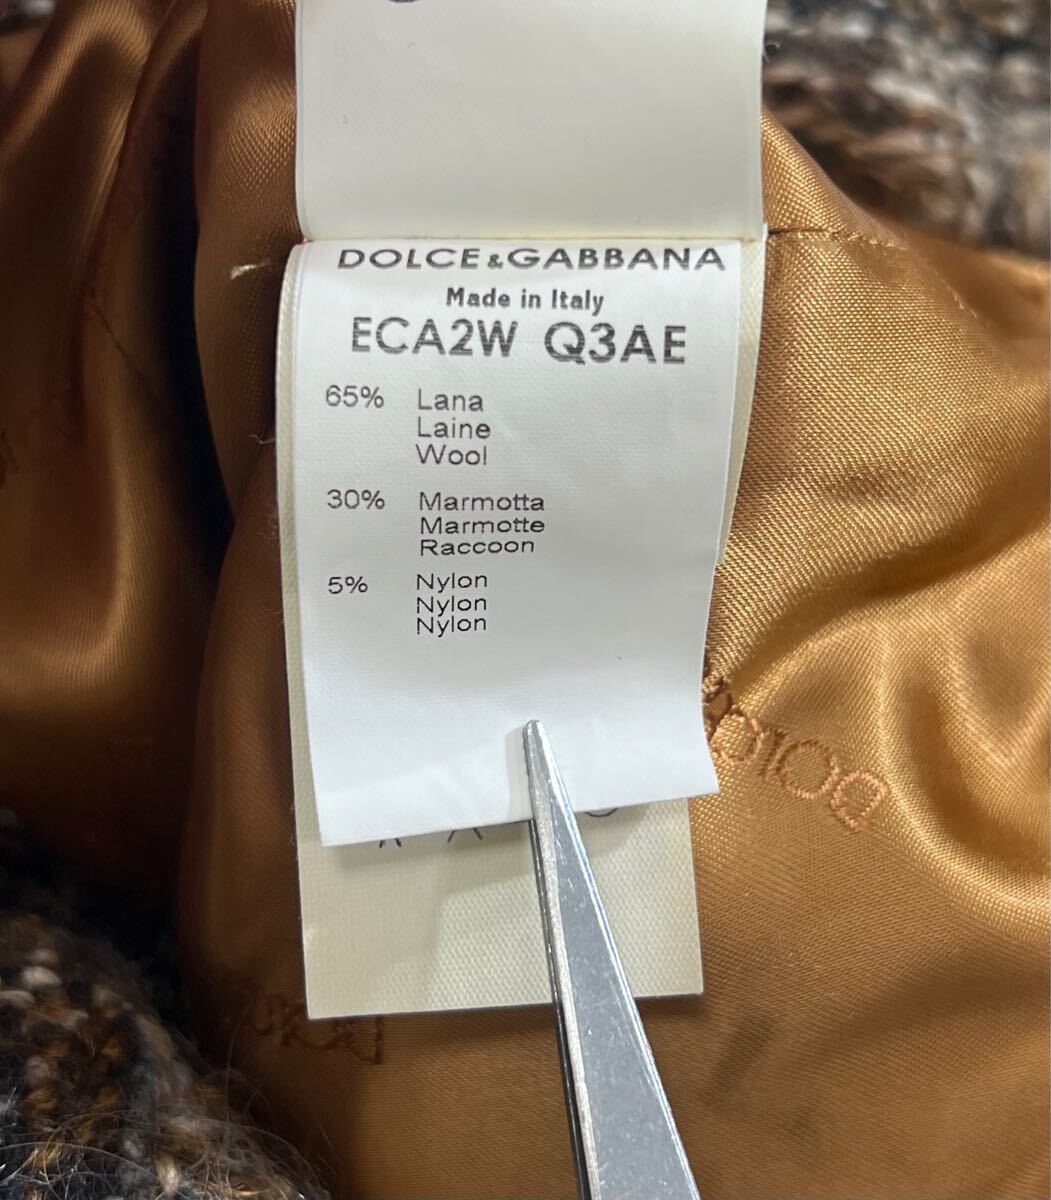 DOLCE & GABBANA
Made in Italy
ECA2W Q3AE
65% Lana
Laine
Wool
30% Marmotta
Marmotte
Raccoon
5% Nylon
Nylon
Nylon